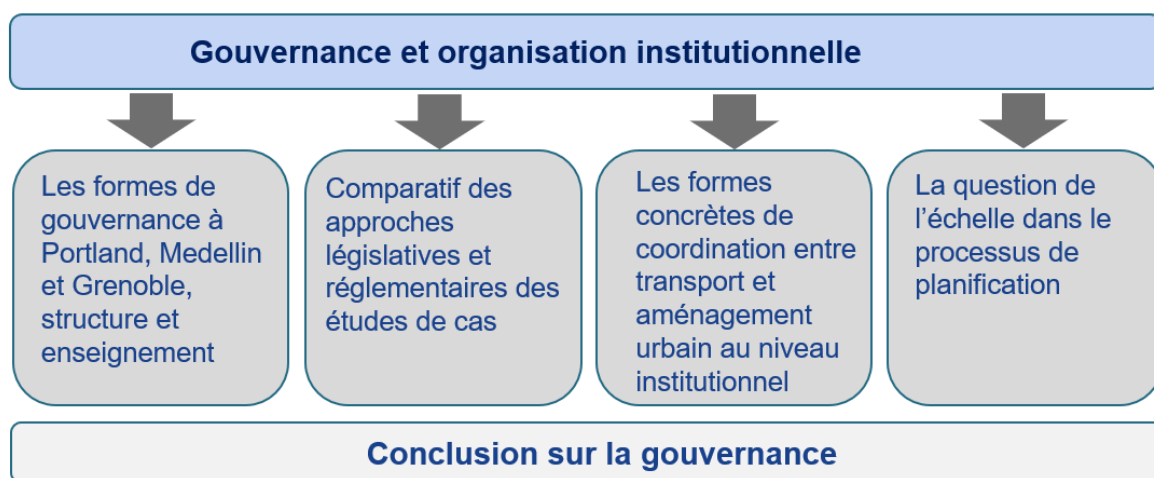 Gouvernance et organisation institutionnelle
Les formes de
gouvernance à
Portland, Medellin
et Grenoble,
structure et
enseignement
Comparatif des
approches
législatives et
réglementaires des
études de cas
Les formes
concrètes de
coordination entre
transport et
aménagement
urbain au niveau
institutionnel
La question de
l’échelle dans le
processus de
planification
Conclusion sur la gouvernance